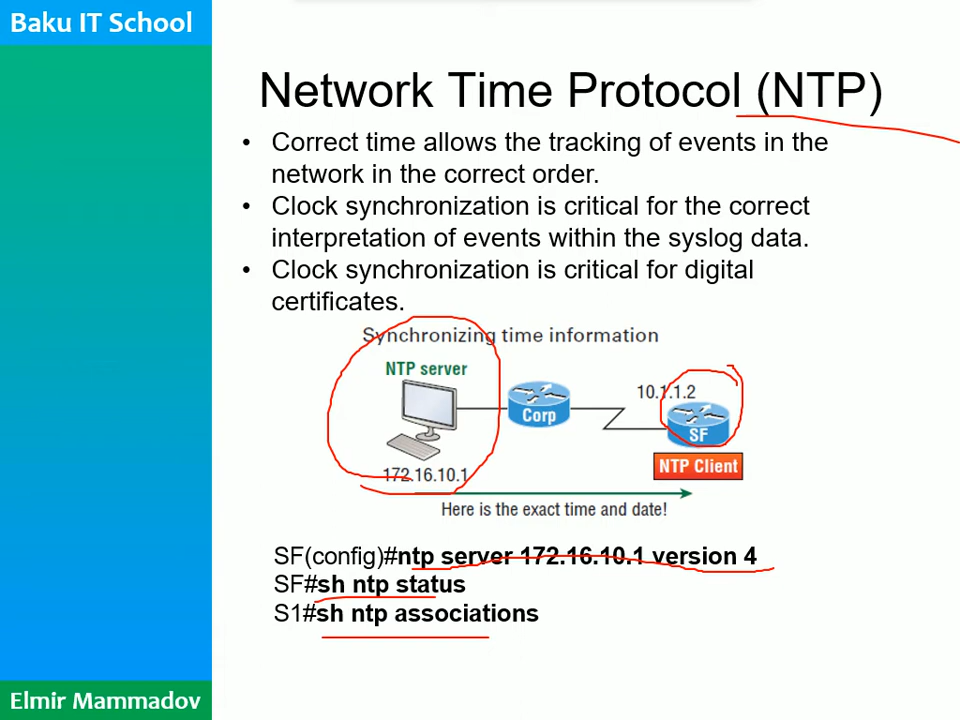 Baku IT School
Network Time Protocol (NTP)
• Correct time allows the tracking of events in the
network in the correct order.
• Clock synchronization is critical for the correct
interpretation of events within the syslog data.
• Clock synchronization is critical for digital
certificates.
Synchronizing time information
NTP server
10.1.1.2
Corp
SF
NTP Client
172.16.10.1
Here is the exact time and date!
SF(config)#ntp server 172.16.10.1 version 4
SF#sh ntp status
S1#sh ntp associations
Elmir Mammadov